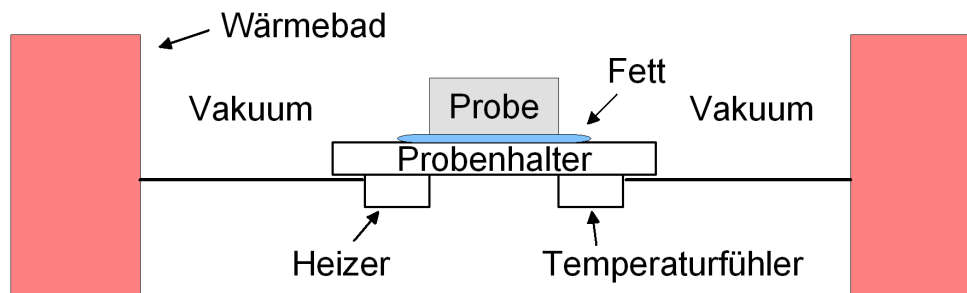 Wärmebad
Fett
Vakuum
Probe
Vakuum
Probenhalter
Heizer
Temperaturfühler